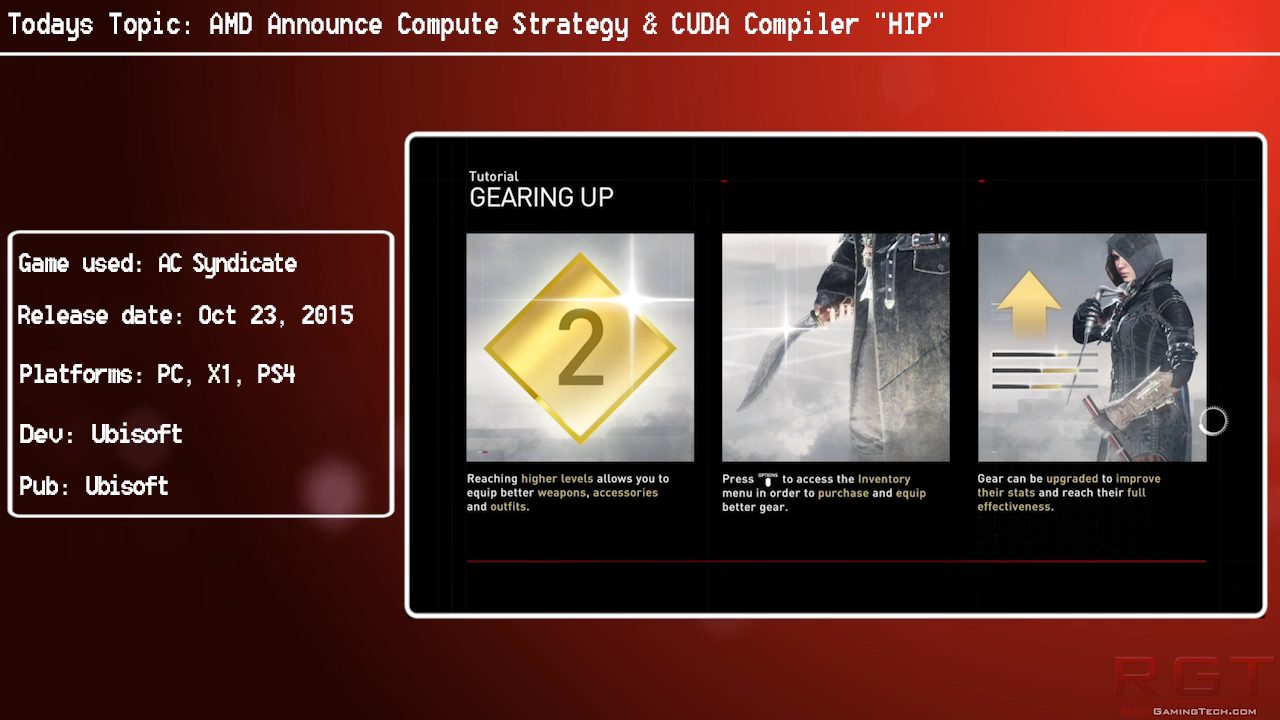 Todays Topic: AMD Announce Compute Strategy & CUDA Compiler "HIP"
Game used: AC Syndicate
Release date: Oct 23, 2015
Platforms: PC, X1, PS4
Dev: Ubisoft
Pub: Ubisoft
Tutorial
GEARING UP
2
Reaching higher levels allows you to
equip better weapons, accessories
and outfits.
Press OPTIONS to access the Inventory
menu in order to purchase and equip
better gear.
Gear can be upgraded to improve
their stats and reach their full
effectiveness.
RGT
RedGamingTech.com